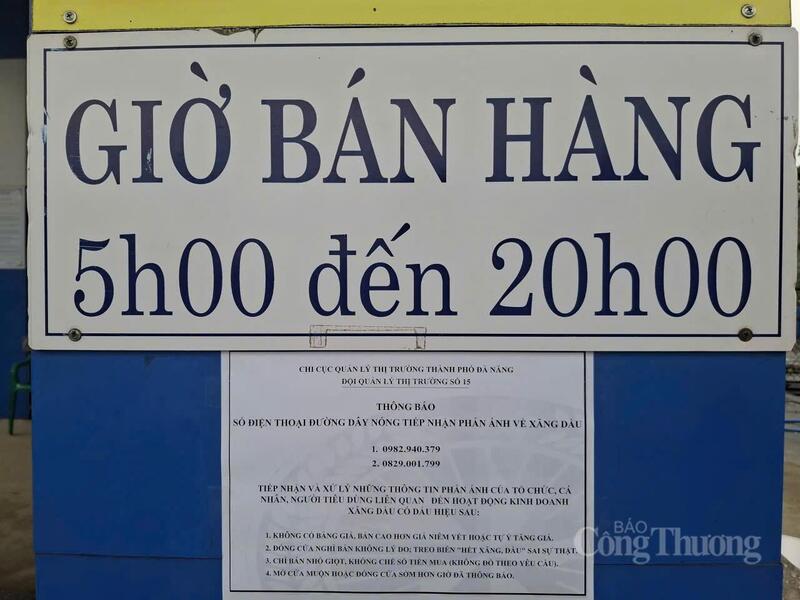 GIỜ BÁN HÀNG
5h00 đến 20h00
CHI CỤC QUẢN LÝ THỊ TRƯỜNG THÀNH PHỐ ĐÀ NẴNG
ĐỘI QUẢN LÝ THỊ TRƯỜNG SỐ 15
THÔNG BÁO
SỐ ĐIỆN THOẠI ĐƯỜNG DÂY NÓNG TIẾP NHẬN PHẢN ÁNH VỀ XĂNG DẦU
1. 0982.940.379
2. 0829.001.799
TIẾP NHẬN VÀ XỬ LÝ NHỮNG THÔNG TIN PHẢN ÁNH CỦA TỔ CHỨC, CÁ
NHÂN, NGƯỜI TIÊU DÙNG LIÊN QUAN ĐẾN HOẠT ĐỘNG KINH DOANH
XĂNG DẦU CÓ DẤU HIỆU SAU:
1. KHÔNG CÓ BẢNG GIÁ, BÁN CAO HƠN GIÁ NIÊM YẾT HOẶC TỰ Ý TĂNG GIÁ.
2. ĐÓNG CỬA NGHỈ BÁN KHÔNG LÝ DO; TREO BIỂN "HẾT XĂNG, DẦU" SAI SỰ THẬT.
3. CHỈ BÁN NHỎ GIỌT, KHỐNG CHẾ SỐ TIỀN MUA (KHÔNG ĐỔ THEO YÊU CẦU).
4. MỞ CỬA MUỘN HOẶC ĐÓNG CỬA SỚM HƠN GIỜ ĐÃ THÔNG BÁO.
BÁO
Công Thương